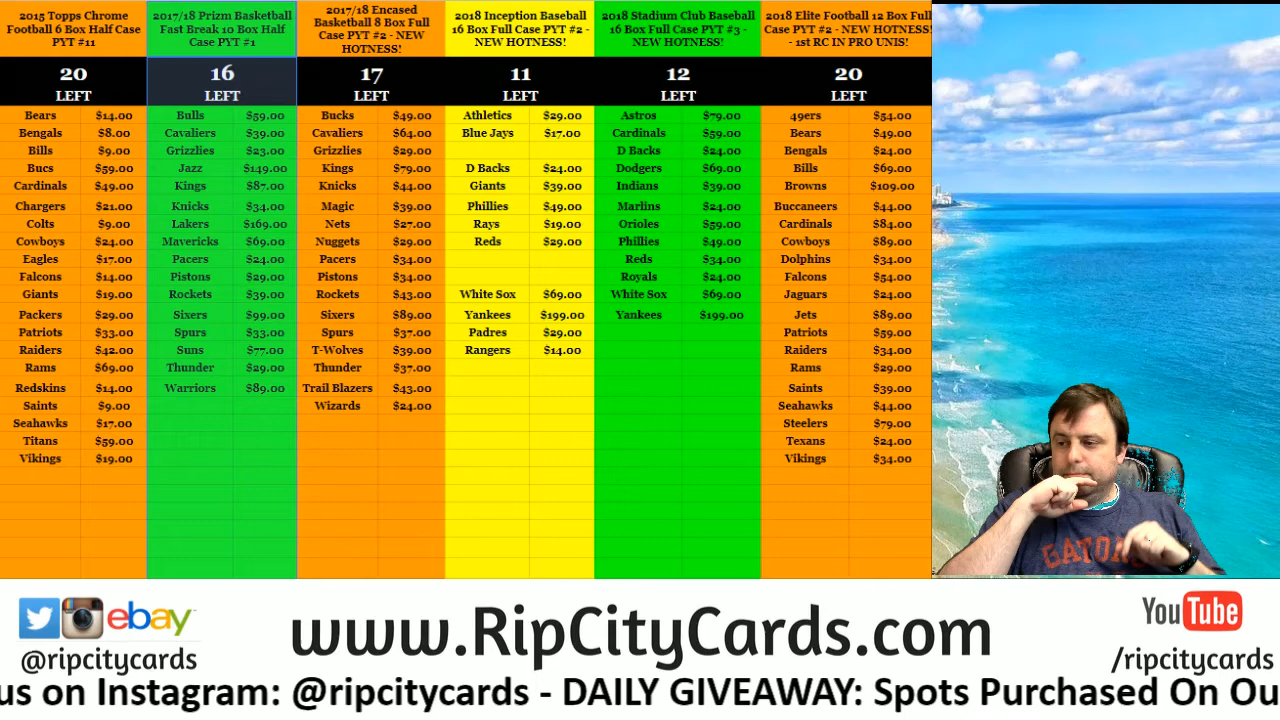 2015 Topps Chrome
Football 6 Box Half Case
PYT #11
20
LEFT
Bears $14.00
Bengals $8.00
Bills $9.00
Bucs $59.00
Cardinals $49.00
Chargers $21.00
Colts $9.00
Cowboys $24.00
Eagles $17.00
Falcons $14.00
Giants $19.00
Packers $29.00
Patriots $33.00
Raiders $42.00
Rams $69.00
Redskins $14.00
Saints $9.00
Seahawks $17.00
Titans $59.00
Vikings $19.00
2017/18 Prizm Basketball
Fast Break 10 Box Half
Case PYT #1
16
LEFT
Bulls $59.00
Cavaliers $39.00
Grizzlies $23.00
Jazz $149.00
Kings $87.00
Knicks $34.00
Lakers $169.00
Mavericks $69.00
Pacers $24.00
Pistons $29.00
Rockets $39.00
Sixers $99.00
Spurs $33.00
Suns $77.00
Thunder $29.00
Warriors $89.00
2017/18 Encased
Basketball 8 Box Full
Case PYT #2 - NEW
HOTNESS!
17
LEFT
Bucks $49.00
Cavaliers $64.00
Grizzlies $29.00
Kings $79.00
Knicks $44.00
Magic $39.00
Nets $27.00
Nuggets $29.00
Pacers $34.00
Pistons $34.00
Rockets $43.00
Sixers $89.00
Spurs $37.00
T-Wolves $39.00
Thunder $37.00
Trail Blazers $43.00
Wizards $24.00
2018 Inception Baseball
16 Box Full Case PYT #2 -
NEW HOTNESS!
11
LEFT
Athletics $29.00
Blue Jays $17.00
D Backs $24.00
Giants $39.00
Phillies $49.00
Rays $19.00
Reds $29.00
White Sox $69.00
Yankees $199.00
Padres $29.00
Rangers $14.00
2018 Stadium Club Baseball
16 Box Full Case PYT #3 -
NEW HOTNESS!
12
LEFT
Astros $79.00
Cardinals $59.00
D Backs $24.00
Dodgers $69.00
Indians $39.00
Marlins $24.00
Orioles $59.00
Phillies $49.00
Reds $34.00
Royals $24.00
White Sox $69.00
Yankees $199.00
2018 Elite Football 12 Box Full
Case PYT #2 - NEW HOTNESS!
- 1st RC IN PRO UNIS!
20
LEFT
49ers $54.00
Bears $49.00
Bengals $24.00
Bills $69.00
Browns $109.00
Buccaneers $44.00
Cardinals $84.00
Cowboys $89.00
Dolphins $34.00
Falcons $54.00
Jaguars $24.00
Jets $89.00
Patriots $59.00
Raiders $34.00
Rams $29.00
Saints $39.00
Seahawks $44.00
Steelers $79.00
Texans $24.00
Vikings $34.00
ebay
@ripcitycards
www.RipCityCards.com
YouTube
/ripcitycards
us on Instagram: @ripcitycards - DAILY GIVEAWAY: Spots Purchased On Ou